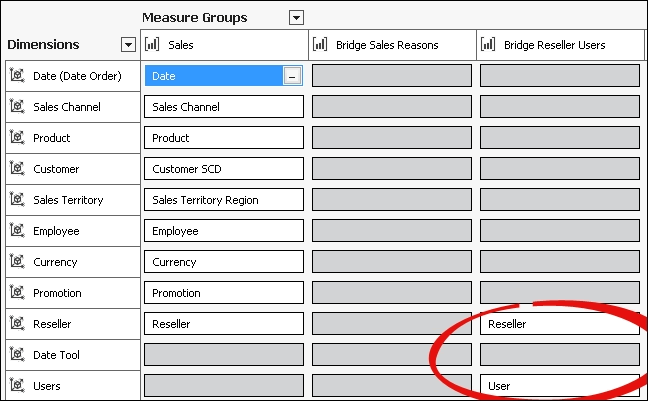 Measure Groups
Dimensions Sales Bridge Sales Reasons Bridge Reseller Users
Date (Date Order) Date ...
Sales Channel Sales Channel
Product Product
Customer Customer SCD
Sales Territory Sales Territory Region
Employee Employee
Currency Currency
Promotion Promotion
Reseller Reseller Reseller
Date Tool
Users User